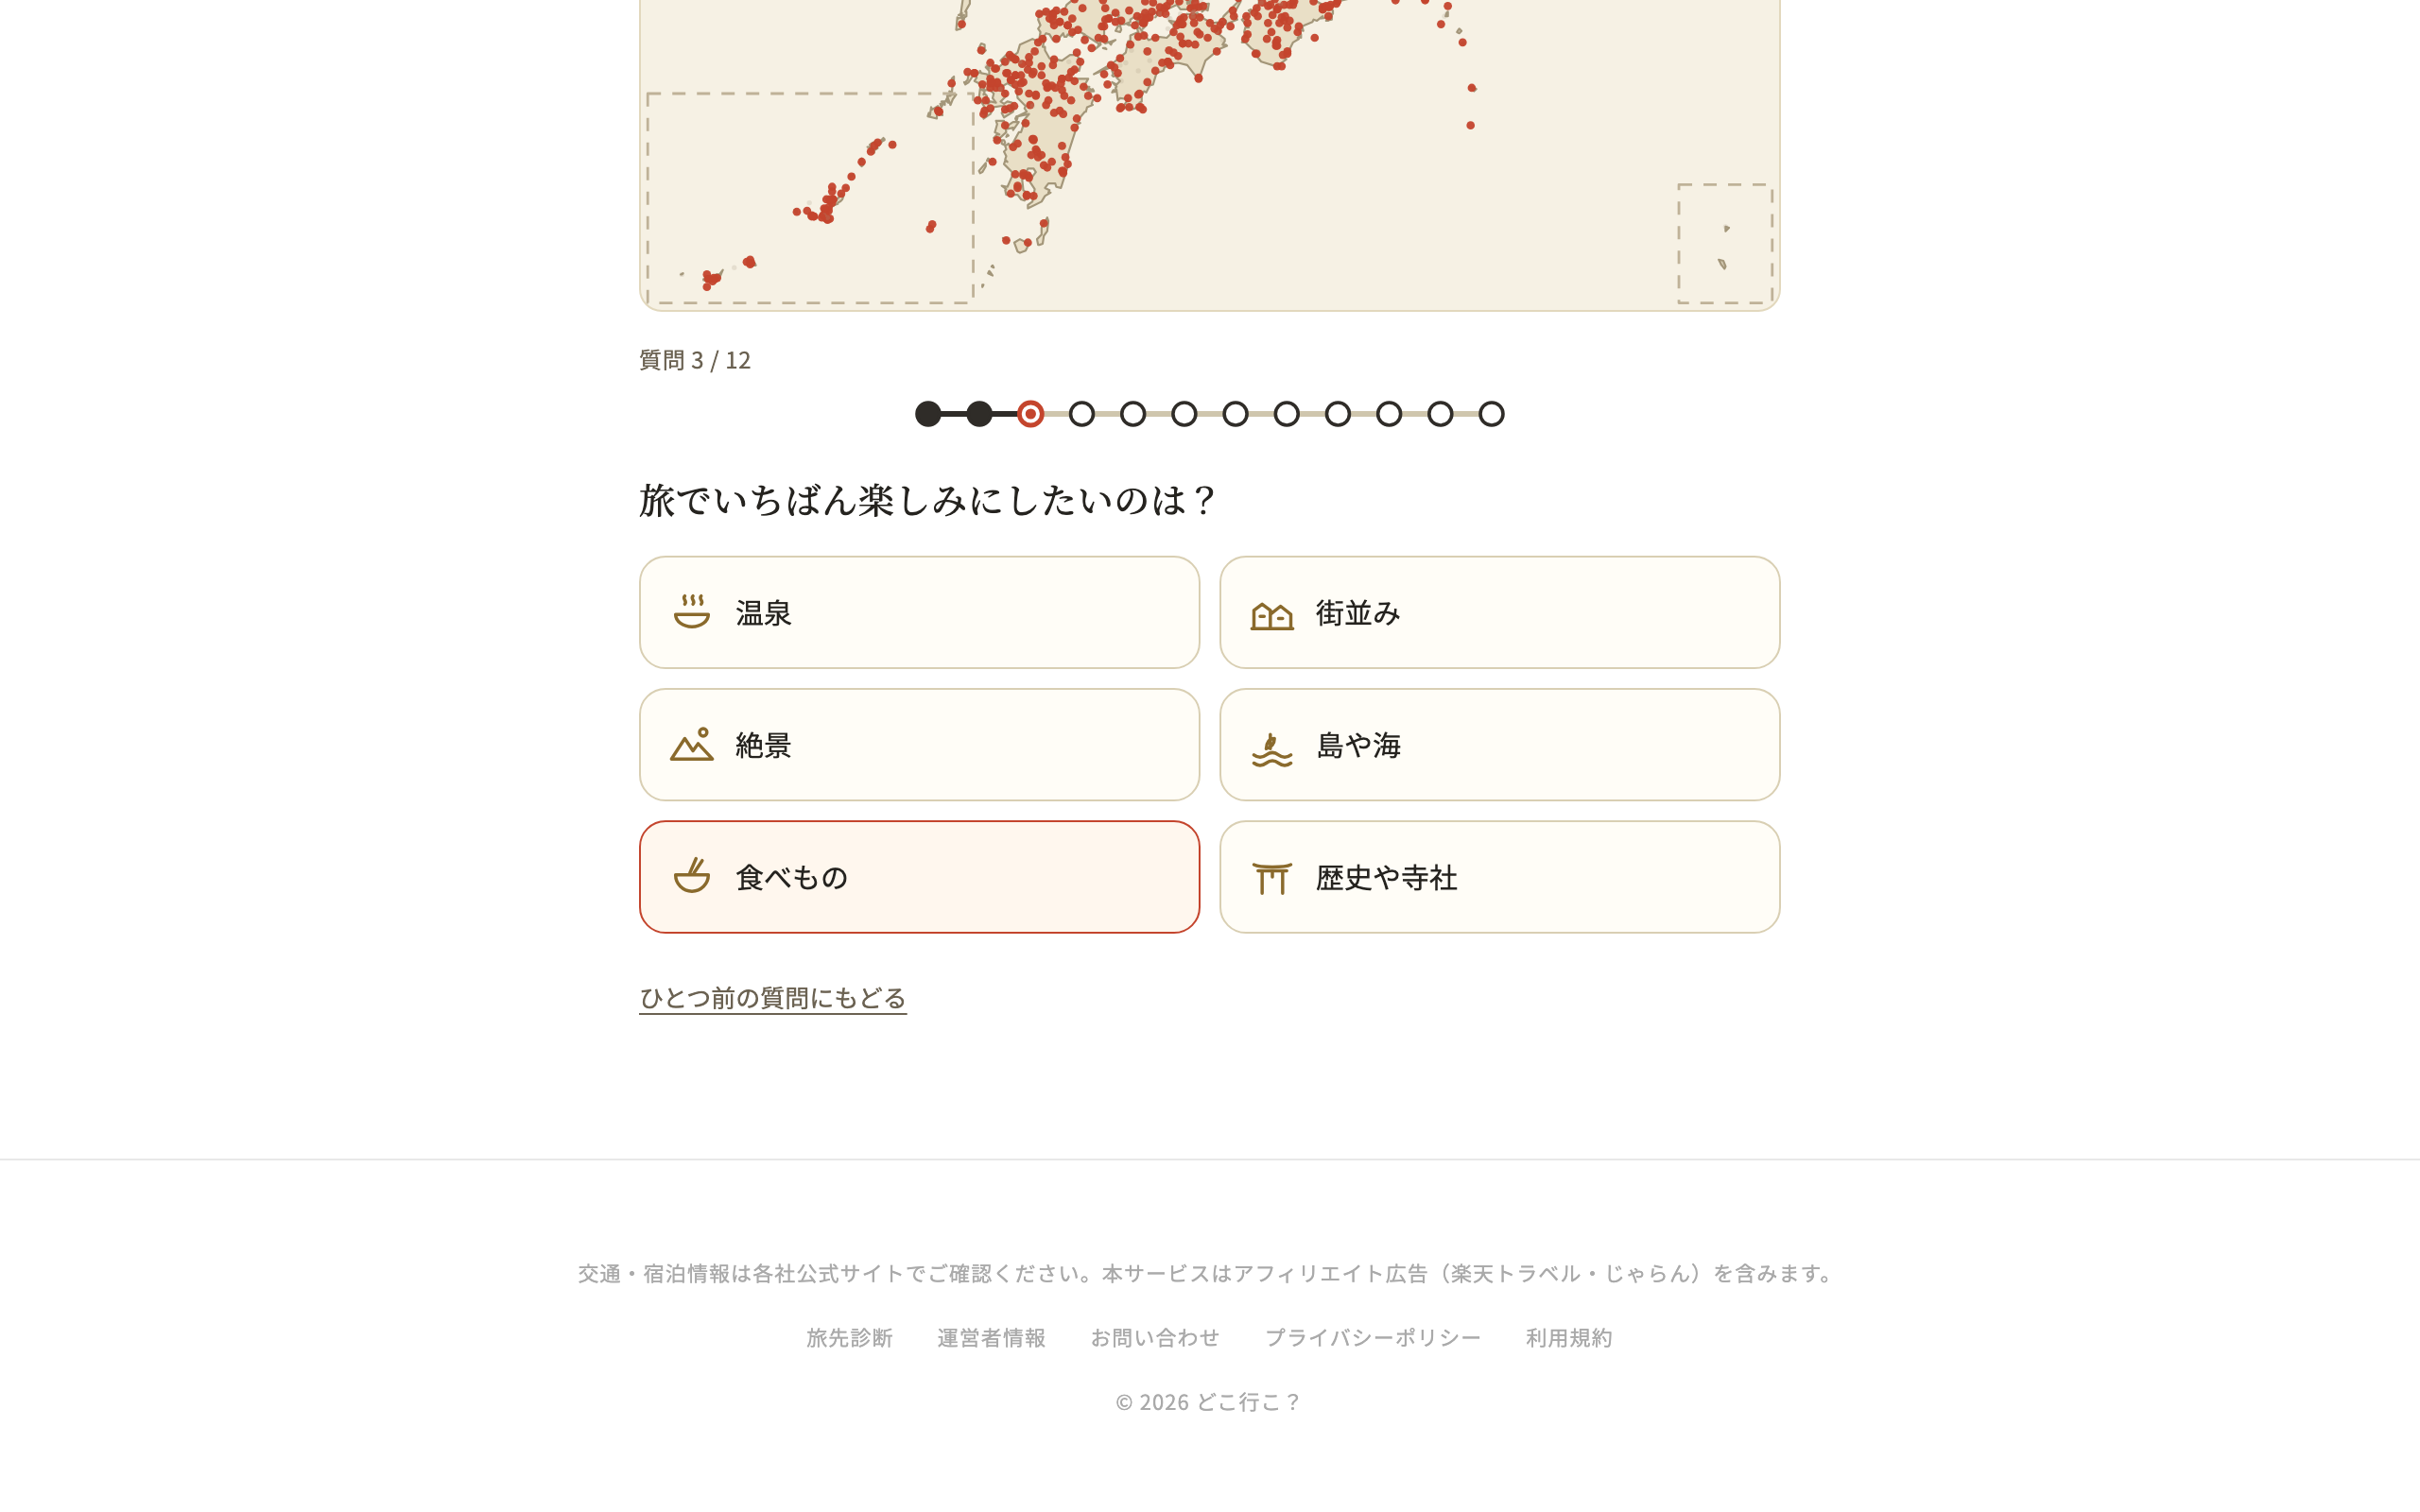 質問 3 / 12
旅でいちばん楽しみにしたいのは？
温泉
街並み
絶景
島や海
食べもの
歴史や寺社
ひとつ前の質問にもどる
交通・宿泊情報は各社公式サイトでご確認ください。本サービスはアフィリエイト広告（楽天トラベル・じゃらん）を含みます。
旅先診断 運営者情報 お問い合わせ プライバシーポリシー 利用規約
© 2026 どこ行こ？